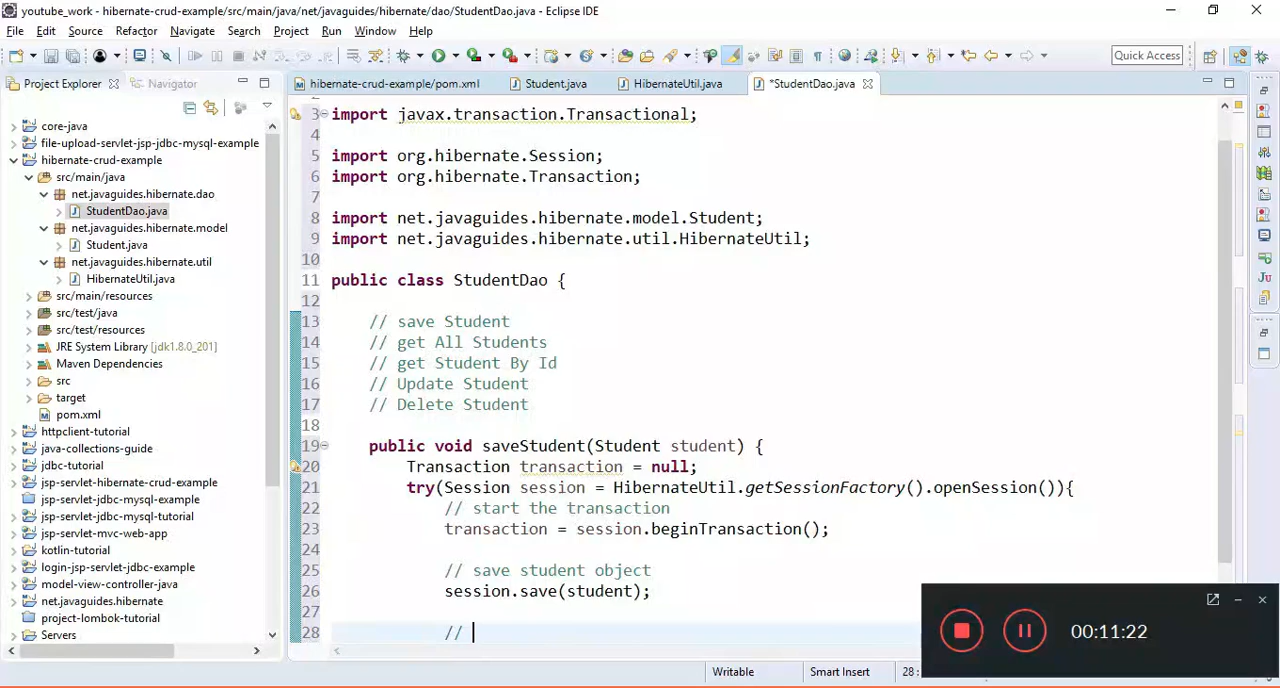 youtube_work - hibernate-crud-example/src/main/java/net/javaguides/hibernate/dao/StudentDao.java - Eclipse IDE
File Edit Source Refactor Navigate Search Project Run Window Help
Quick Access
Project Explorer Navigator
hibernate-crud-example/pom.xml Student.java HibernateUtil.java *StudentDao.java
core-java
file-upload-servlet-jsp-jdbc-mysql-example
hibernate-crud-example
src/main/java
net.javaguides.hibernate.dao
StudentDao.java
net.javaguides.hibernate.model
Student.java
net.javaguides.hibernate.util
HibernateUtil.java
src/main/resources
src/test/java
src/test/resources
JRE System Library [jdk1.8.0_201]
Maven Dependencies
src
target
pom.xml
httpclient-tutorial
java-collections-guide
jdbc-tutorial
jsp-servlet-hibernate-crud-example
jsp-servlet-jdbc-mysql-example
jsp-servlet-jdbc-mysql-tutorial
jsp-servlet-mvc-web-app
kotlin-tutorial
login-jsp-servlet-jdbc-example
model-view-controller-java
net.javaguides.hibernate
project-lombok-tutorial
Servers
3 import javax.transaction.Transactional;
4
5 import org.hibernate.Session;
6 import org.hibernate.Transaction;
7
8 import net.javaguides.hibernate.model.Student;
9 import net.javaguides.hibernate.util.HibernateUtil;
10
11 public class StudentDao {
12
13 // save Student
14 // get All Students
15 // get Student By Id
16 // Update Student
17 // Delete Student
18
19 public void saveStudent(Student student) {
20 Transaction transaction = null;
21 try(Session session = HibernateUtil.getSessionFactory().openSession()){
22 // start the transaction
23 transaction = session.beginTransaction();
24
25 // save student object
26 session.save(student);
27
28 //
00:11:22
Writable Smart Insert 28 :